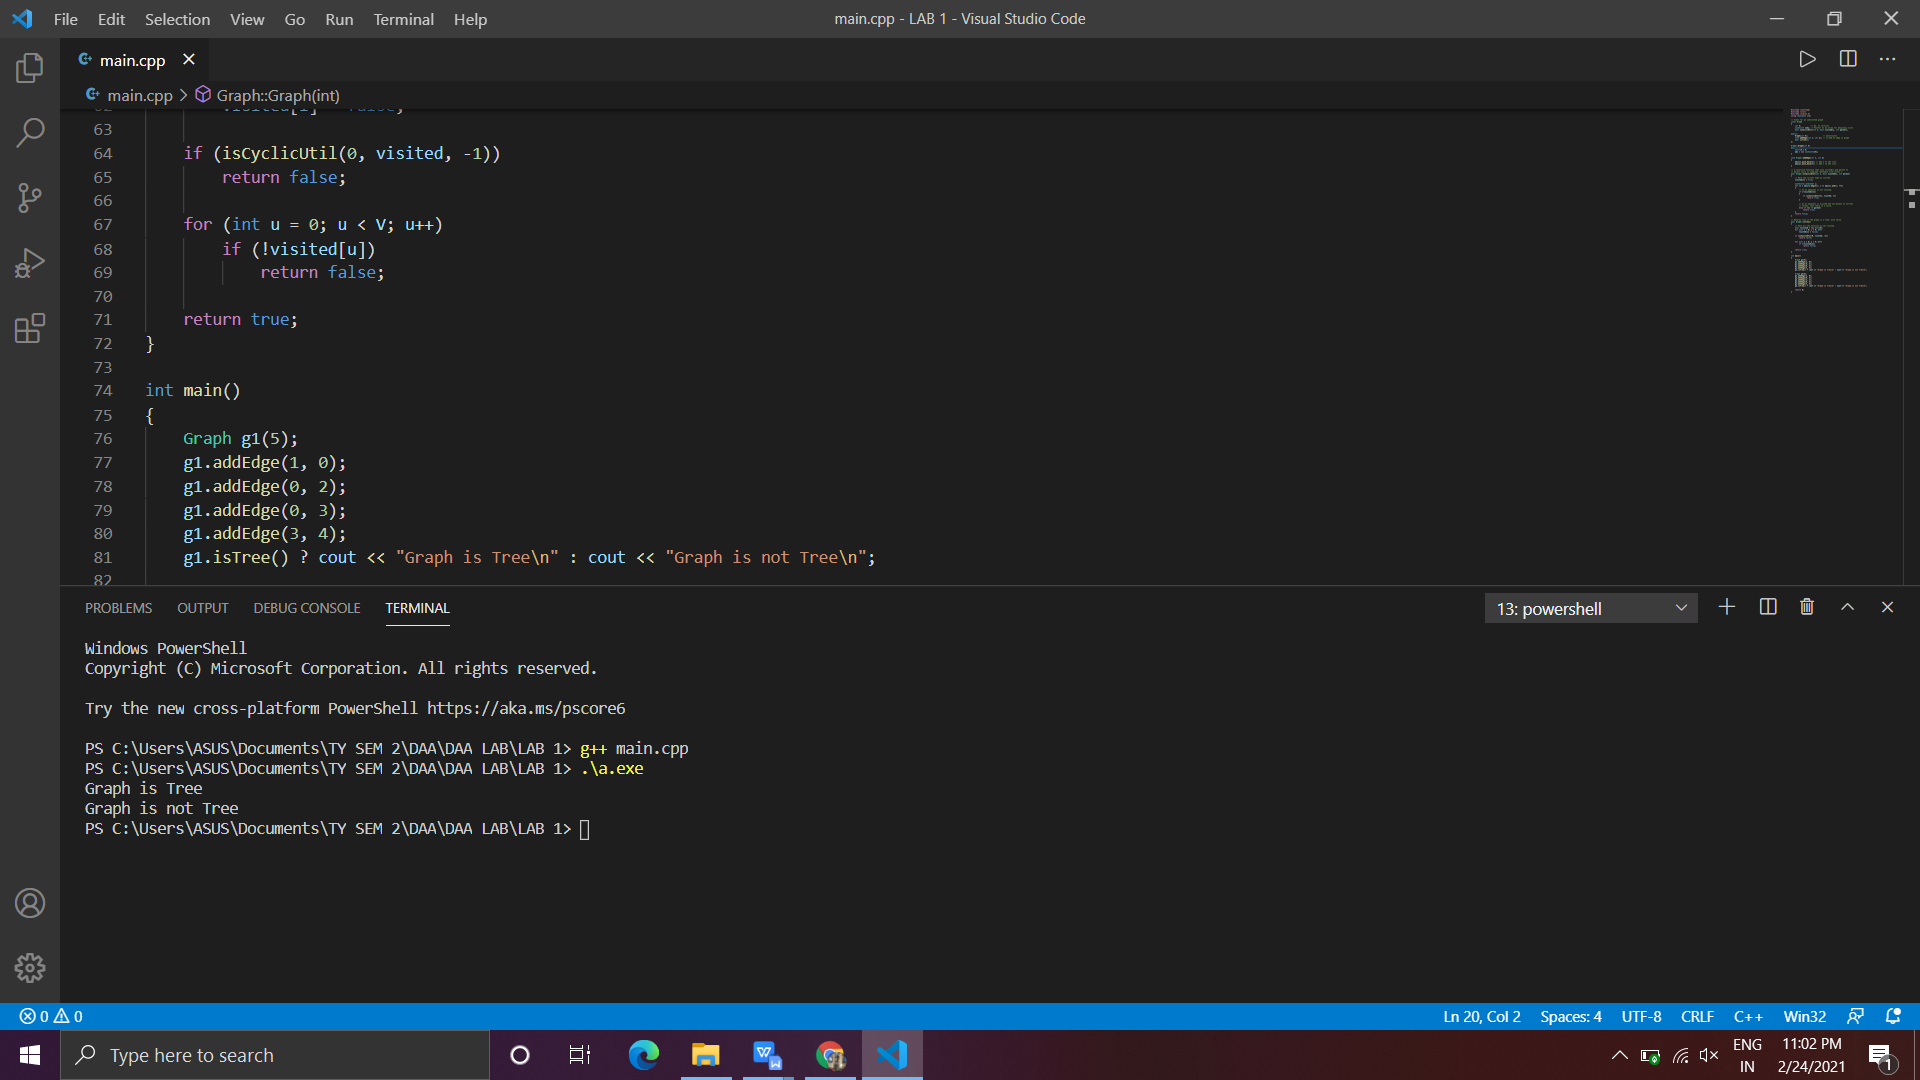 File Edit Selection View Go Run Terminal Help
main.cpp - LAB 1 - Visual Studio Code
main.cpp
main.cpp > Graph::Graph(int)
63
64 if (isCyclicUtil(0, visited, -1))
65 return false;
66
67 for (int u = 0; u < V; u++)
68 if (!visited[u])
69 return false;
70
71 return true;
72 }
73
74 int main()
75 {
76 Graph g1(5);
77 g1.addEdge(1, 0);
78 g1.addEdge(0, 2);
79 g1.addEdge(0, 3);
80 g1.addEdge(3, 4);
81 g1.isTree() ? cout << "Graph is Tree\n" : cout << "Graph is not Tree\n";
82
PROBLEMS OUTPUT DEBUG CONSOLE TERMINAL
13: powershell
Windows PowerShell
Copyright (C) Microsoft Corporation. All rights reserved.
Try the new cross-platform PowerShell https://aka.ms/pscore6
PS C:\Users\ASUS\Documents\TY SEM 2\DAA\DAA LAB\LAB 1> g++ main.cpp
PS C:\Users\ASUS\Documents\TY SEM 2\DAA\DAA LAB\LAB 1> .\a.exe
Graph is Tree
Graph is not Tree
PS C:\Users\ASUS\Documents\TY SEM 2\DAA\DAA LAB\LAB 1>
0 0
Ln 20, Col 2 Spaces: 4 UTF-8 CRLF C++ Win32
Type here to search
ENG
IN
11:02 PM
2/24/2021
1